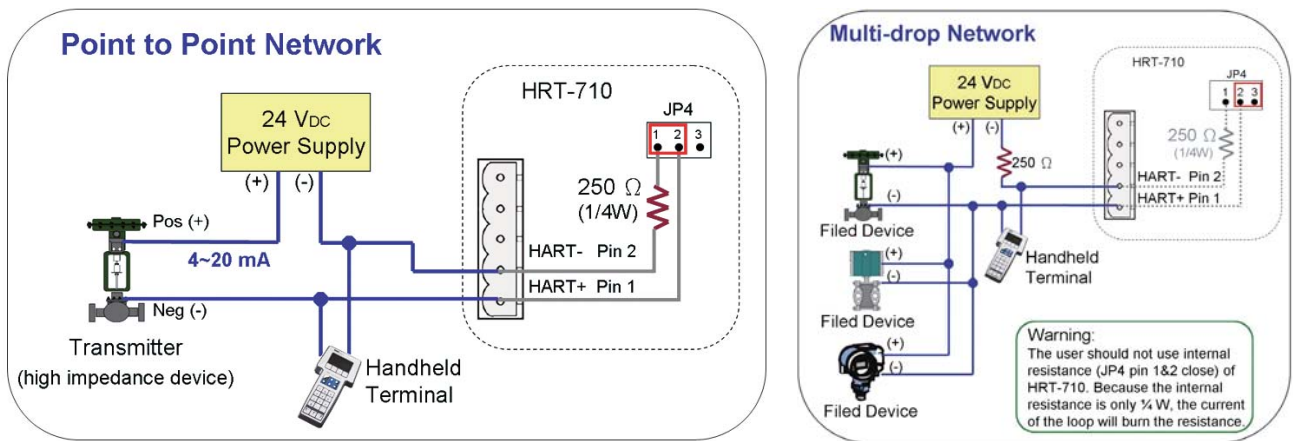 Point to Point Network
24 VDC
Power Supply
(+) (-)
Pos (+)
4~20 mA
Neg (-)
Transmitter
(high impedance device)
Handheld
Terminal
HRT-710
JP4
1 2 3
250 Ω
(1/4W)
HART- Pin 2
HART+ Pin 1
Multi-drop Network
24 VDC
Power Supply
(+) (-)
250 Ω
HRT-710
JP4
1 2 3
250 Ω
(1/4W)
HART- Pin 2
HART+ Pin 1
(+)
(-)
Filed Device
Handheld
Terminal
(+)
(-)
Filed Device
(+)
(-)
Filed Device
Warning:
The user should not use internal
resistance (JP4 pin 1&2 close) of
HRT-710. Because the internal
resistance is only ¼ W, the current
of the loop will burn the resistance.